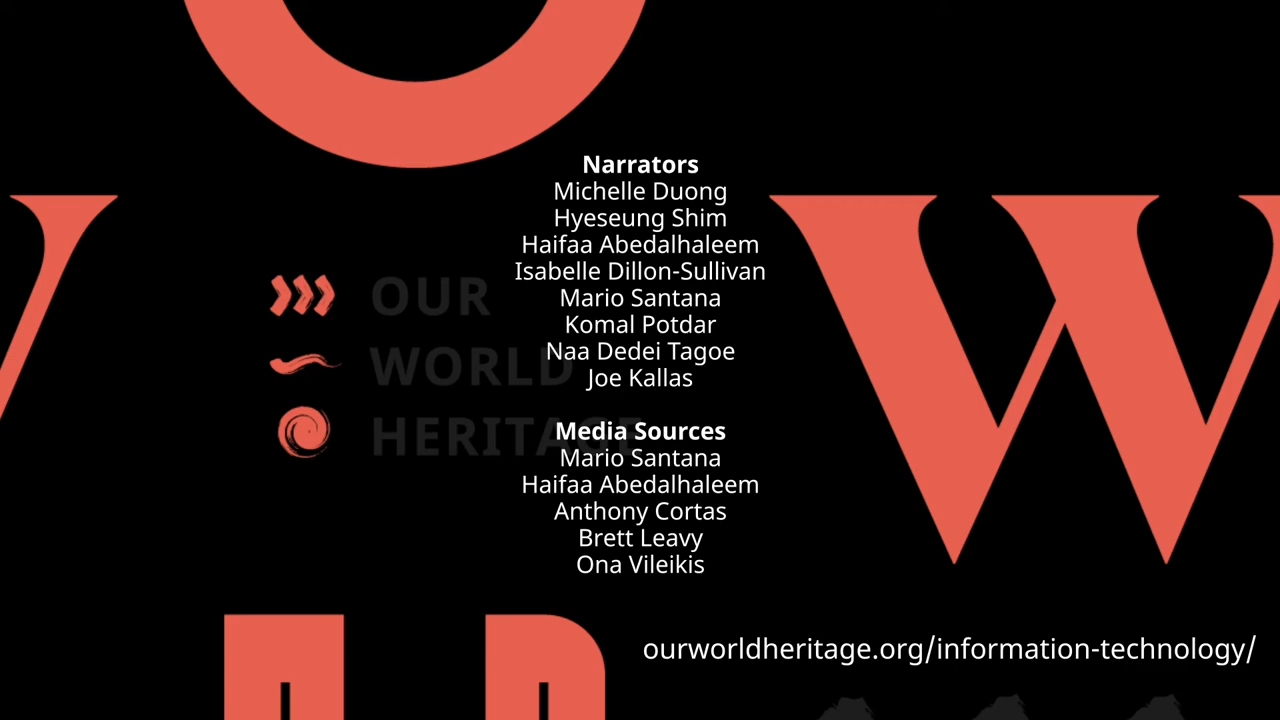 Narrators
Michelle Duong
Hyeseung Shim
Haifaa Abedalhaleem
Isabelle Dillon-Sullivan
Mario Santana
Komal Potdar
Naa Dedei Tagoe
Joe Kallas
OUR
WORLD
HERITAGE
Media Sources
Mario Santana
Haifaa Abedalhaleem
Anthony Cortas
Brett Leavy
Ona Vileikis
ourworldheritage.org/information-technology/
W